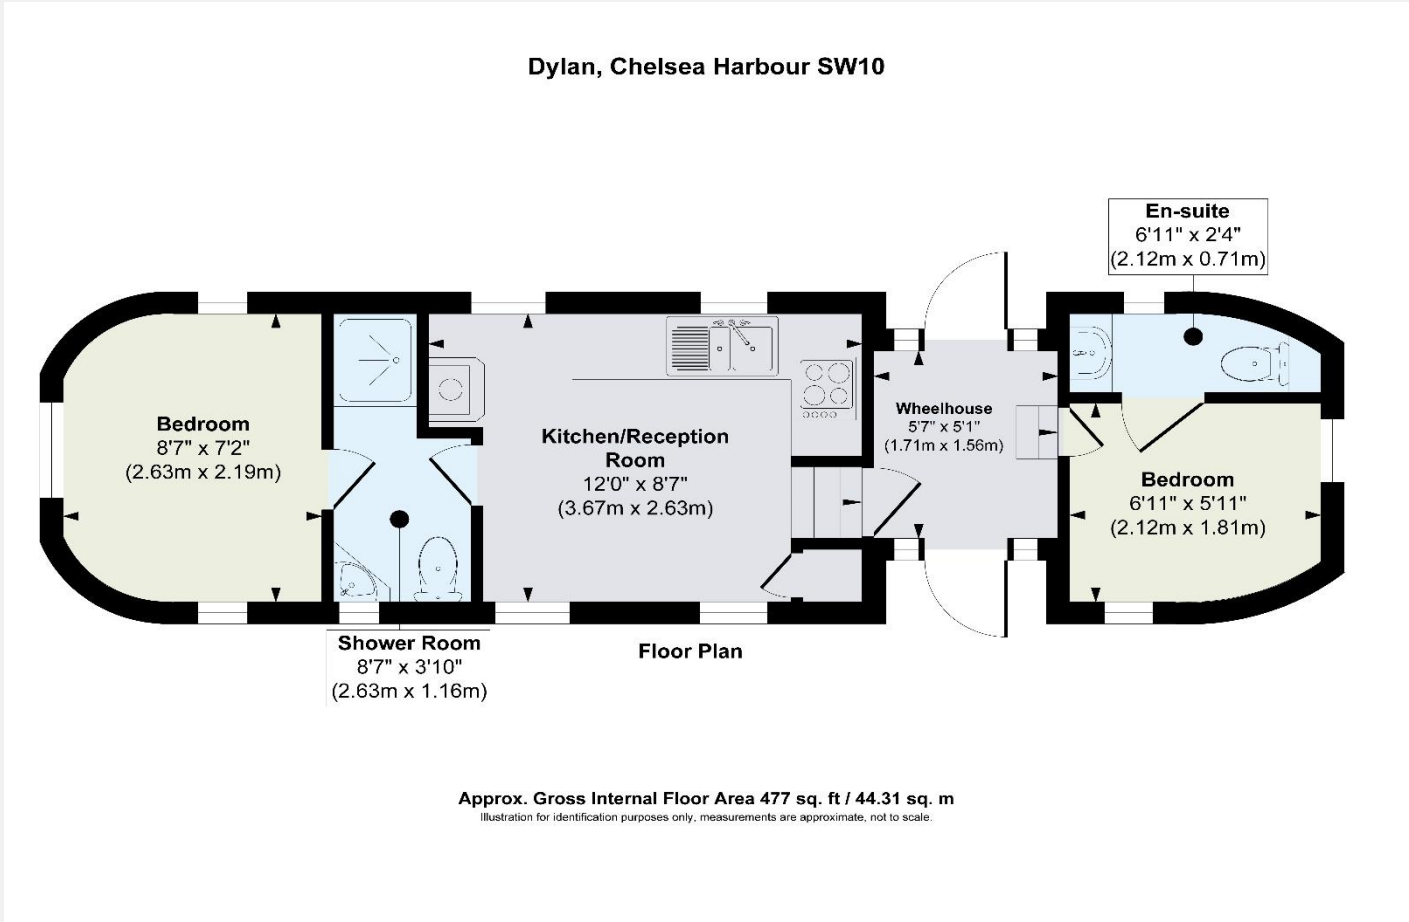 Dylan, Chelsea Harbour SW10
En-suite
6'11" x 2'4"
(2.12m x 0.71m)
Bedroom
8'7" x 7'2"
(2.63m x 2.19m)
Kitchen/Reception
Room
12'0" x 8'7"
(3.67m x 2.63m)
Wheelhouse
5'7" x 5'1"
(1.71m x 1.56m)
Bedroom
6'11" x 5'11"
(2.12m x 1.81m)
Shower Room
8'7" x 3'10"
(2.63m x 1.16m)
Floor Plan
Approx. Gross Internal Floor Area 477 sq. ft / 44.31 sq. m
Illustration for identification purposes only, measurements are approximate, not to scale.